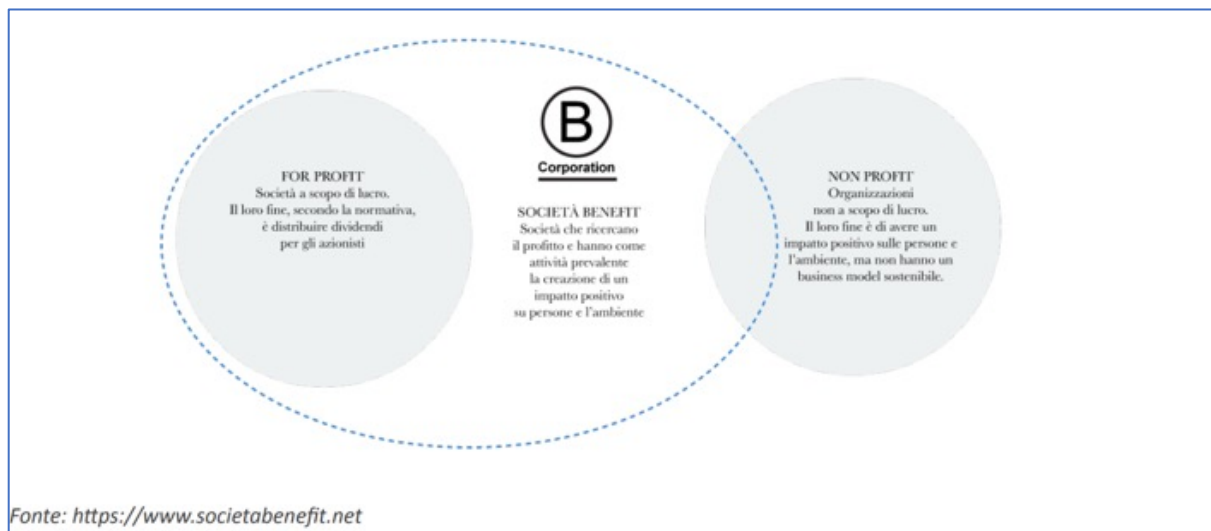 FOR PROFIT
Società a scopo di lucro.
Il loro fine, secondo la normativa,
è distribuire dividendi
per gli azionisti
B
Corporation
SOCIETÀ BENEFIT
Società che ricercano
il profitto e hanno come
attività prevalente
la creazione di un
impatto positivo
su persone e l'ambiente
NON PROFIT
Organizzazioni
non a scopo di lucro.
Il loro fine è di avere un
impatto positivo sulle persone e
l'ambiente, ma non hanno un
business model sostenibile.
Fonte: https://www.societabenefit.net